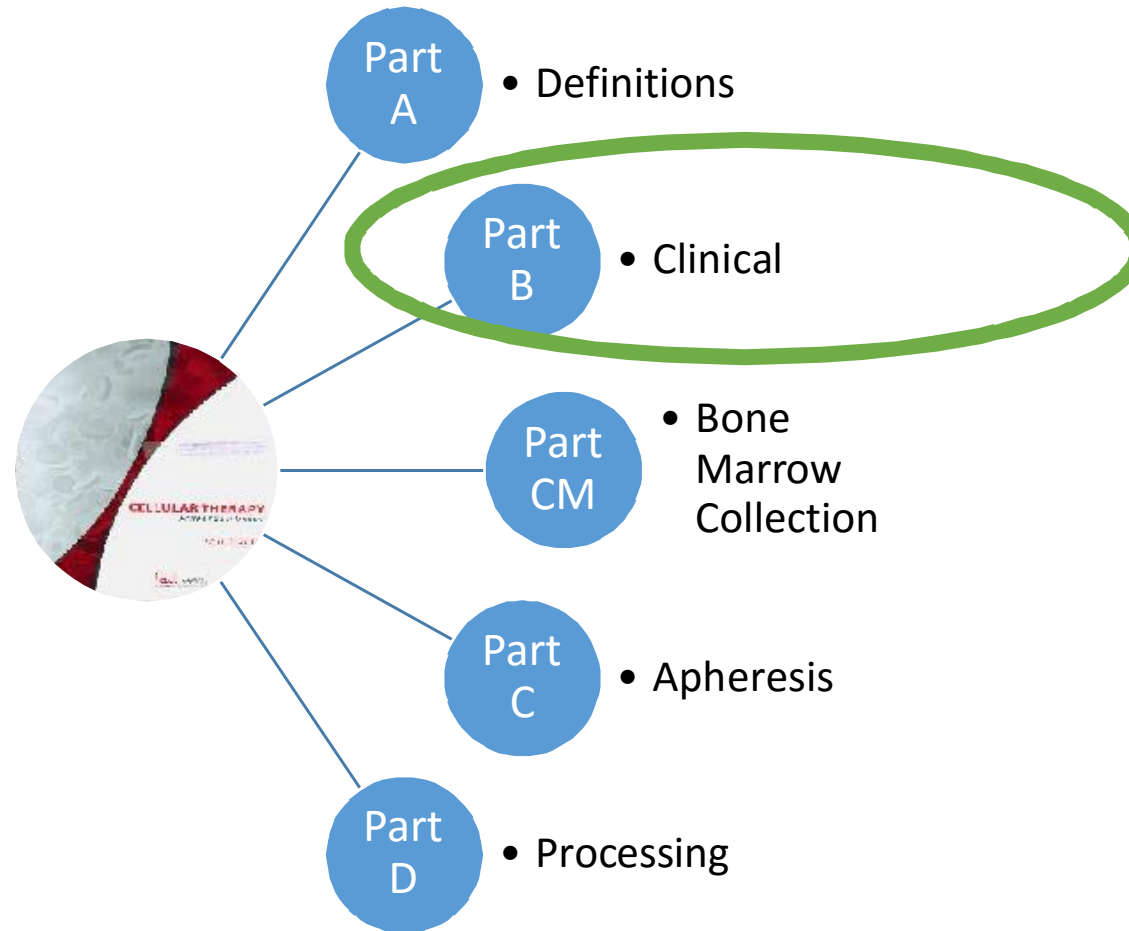 Part
A
• Definitions
Part
B
• Clinical
Part
CM
• Bone
Marrow
Collection
CELLULAR THERAPY
Part
C
• Apheresis
Part
D
• Processing